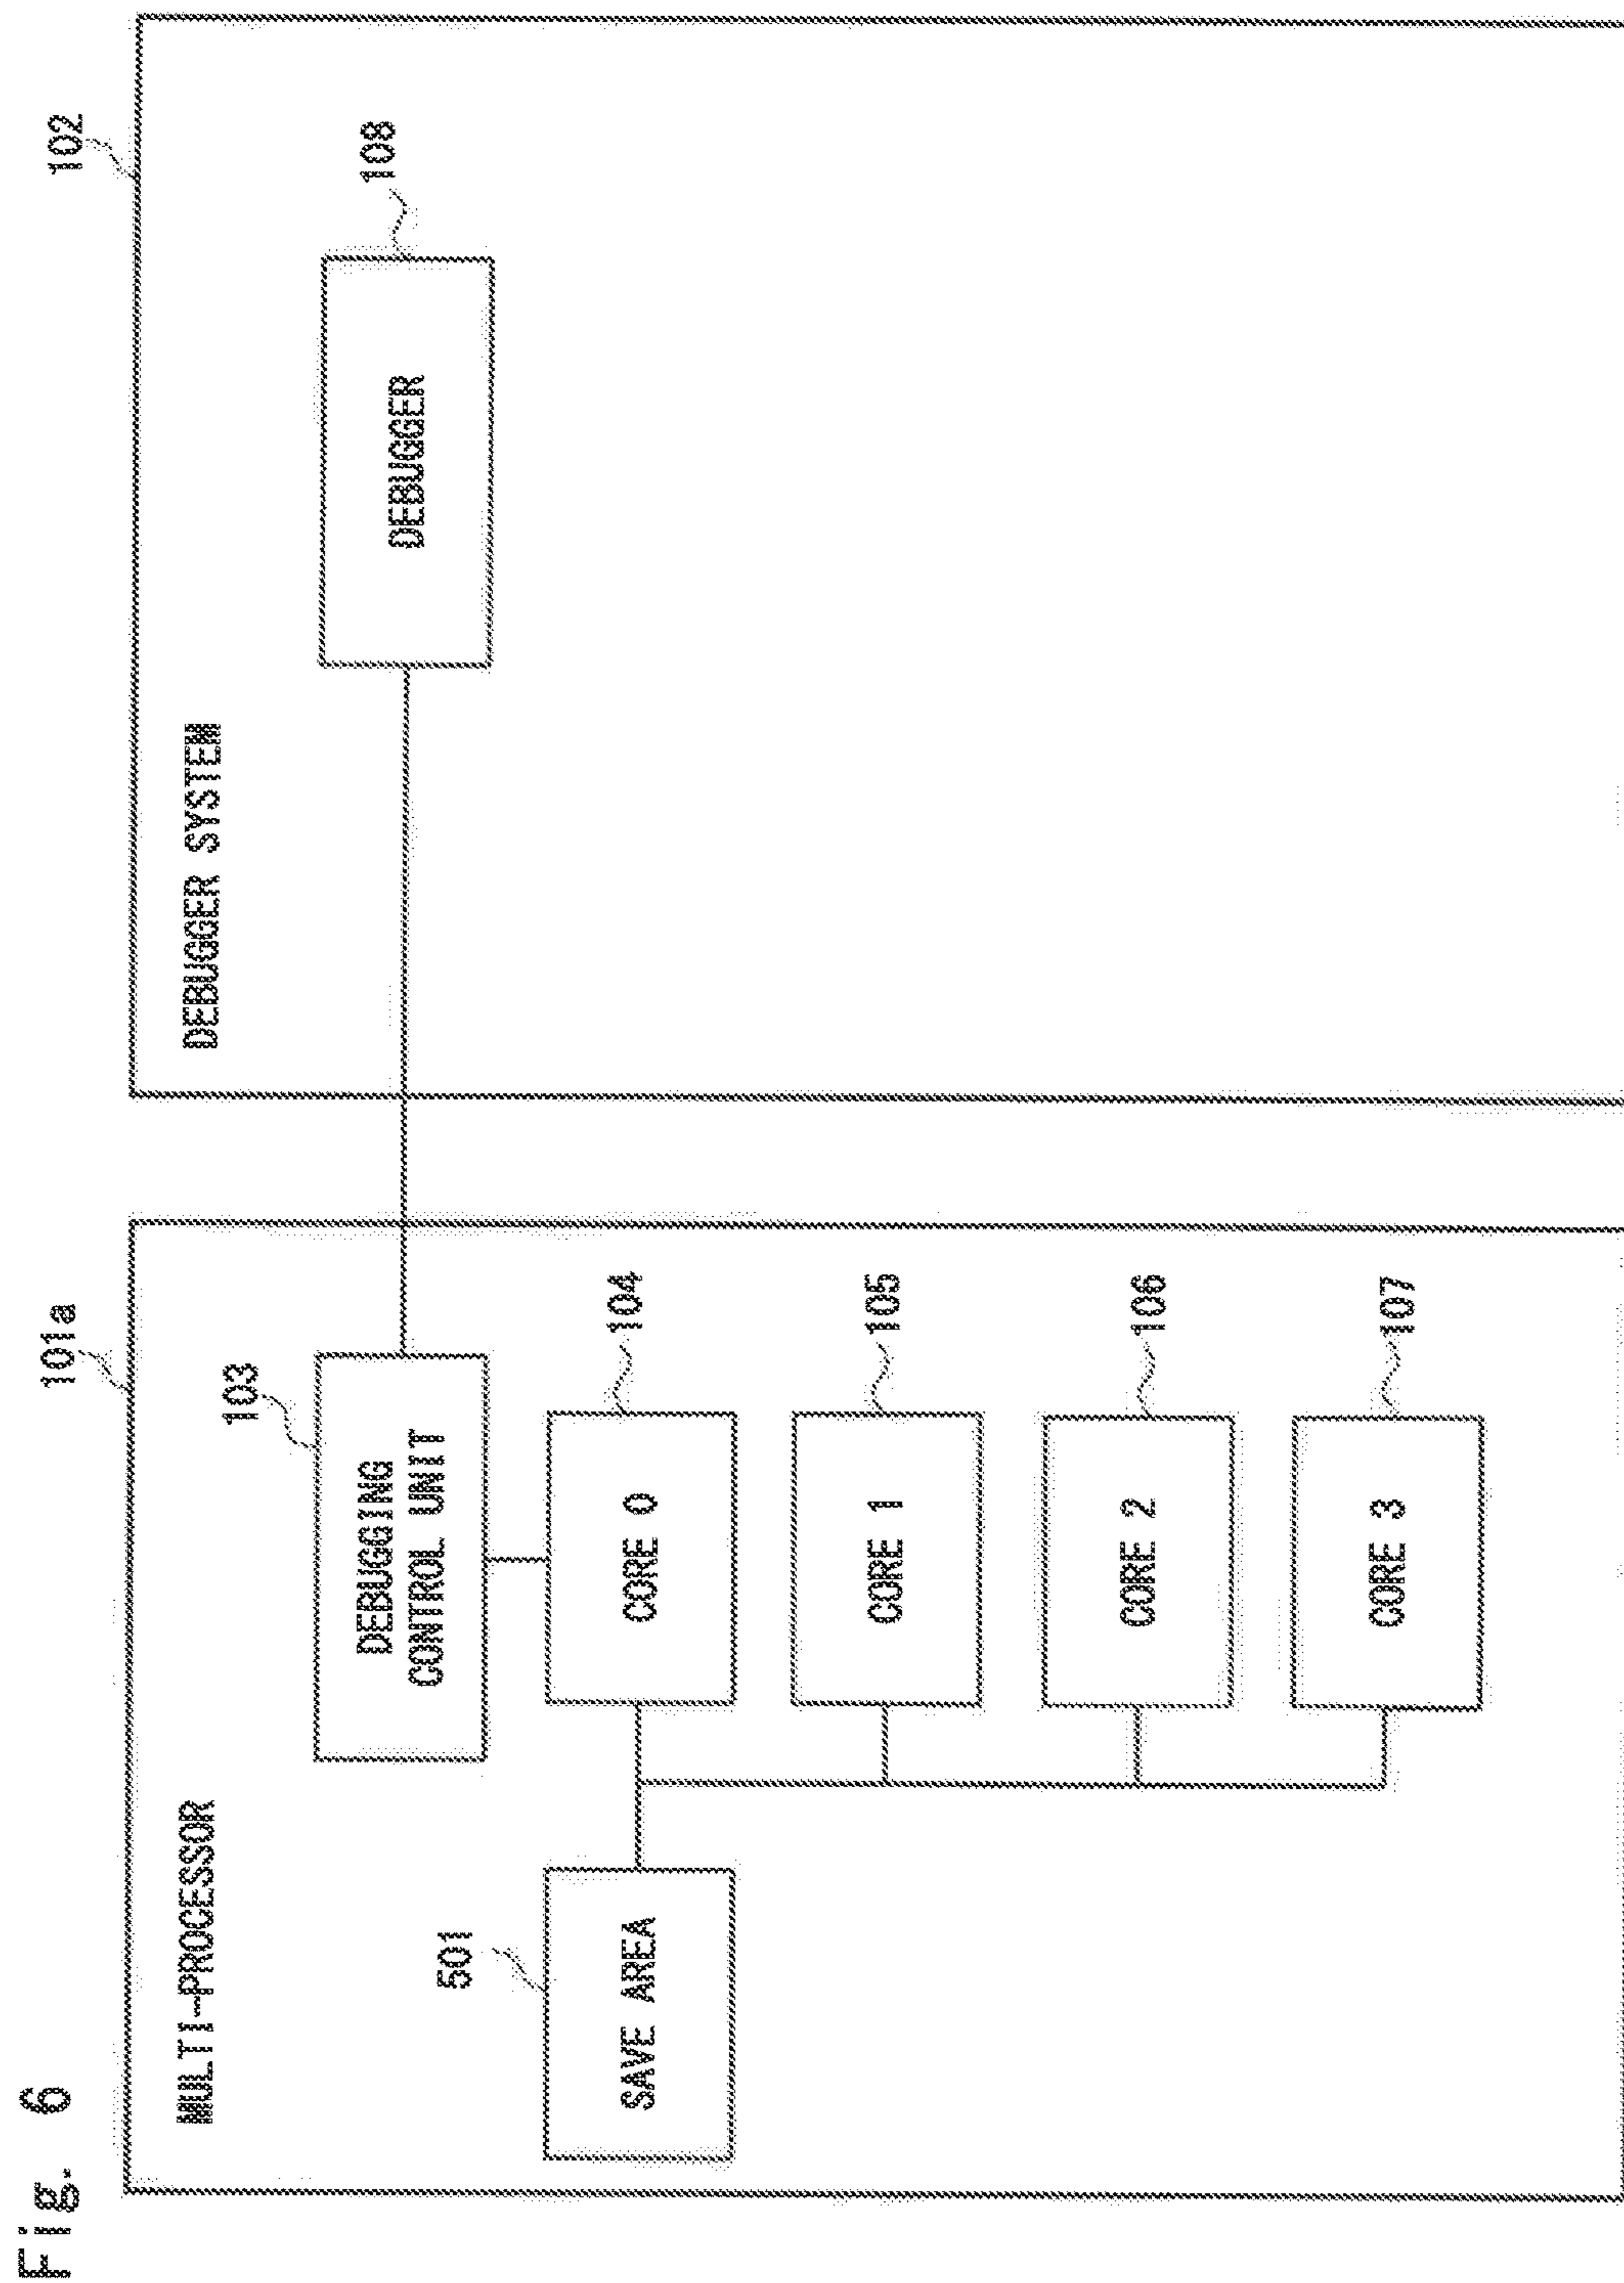 Fig. 6
101a
102
MULTI-PROCESSOR
DEBUGGER SYSTEM
103
108
DEBUGGING
CONTROL UNIT
DEBUGGER
501
104
SAVE AREA
CORE 0
105
CORE 1
106
CORE 2
107
CORE 3